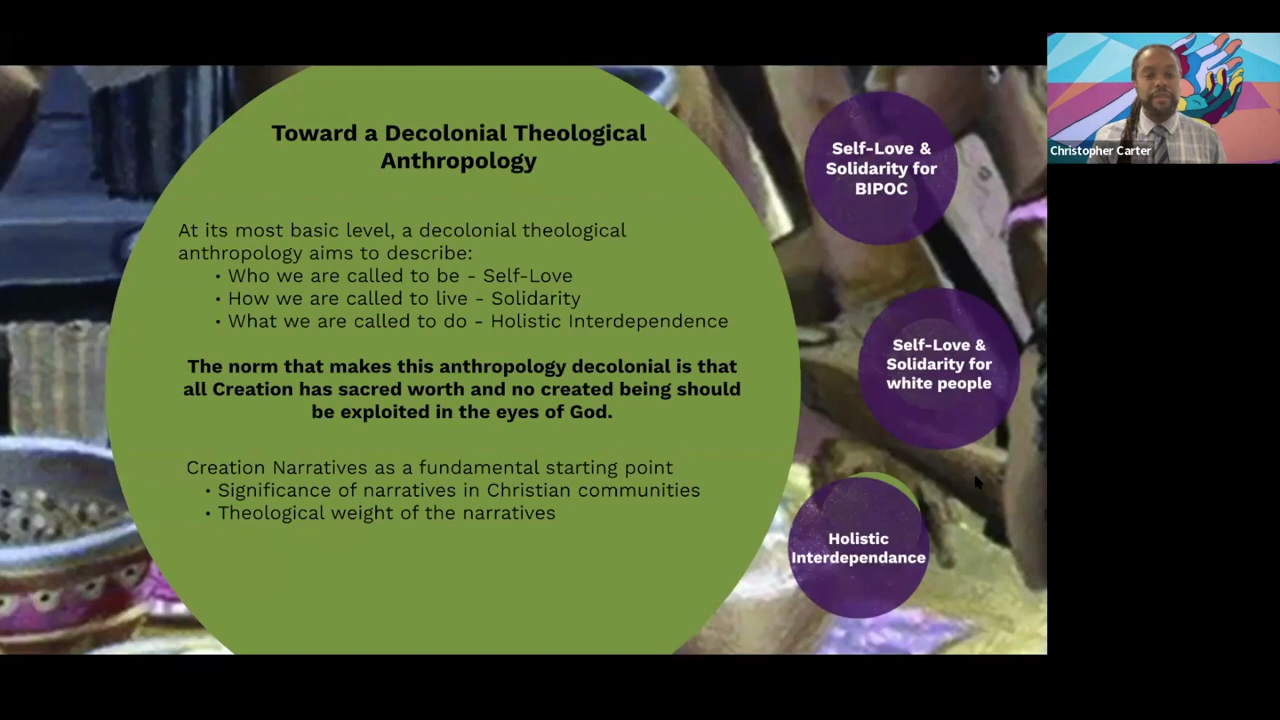 Toward a Decolonial Theological
Anthropology
At its most basic level, a decolonial theological
anthropology aims to describe:
• Who we are called to be - Self-Love
• How we are called to live - Solidarity
• What we are called to do - Holistic Interdependence
The norm that makes this anthropology decolonial is that
all Creation has sacred worth and no created being should
be exploited in the eyes of God.
Creation Narratives as a fundamental starting point
• Significance of narratives in Christian communities
• Theological weight of the narratives
Self-Love &
Solidarity for
BIPOC
Self-Love &
Solidarity for
white people
Holistic
Interdependance
Christopher Carter